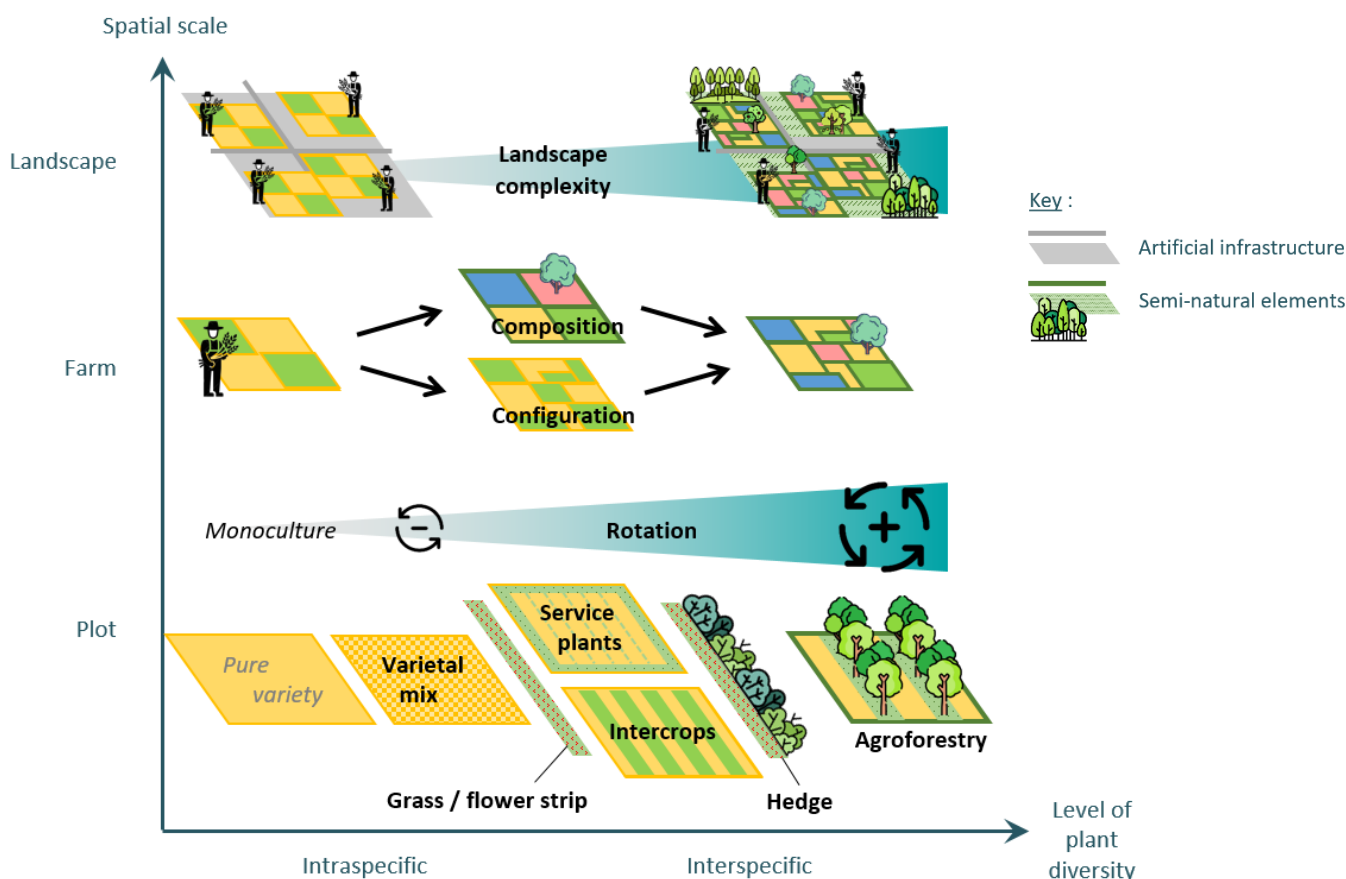 Spatial scale
Landscape
Landscape
complexity
Key :
Artificial infrastructure
Semi-natural elements
Farm
Composition
Configuration
Monoculture
-
Rotation
+
Plot
Pure
variety
Varietal
mix
Service
plants
Intercrops
Agroforestry
Grass / flower strip
Hedge
Level of
plant
diversity
Intraspecific
Interspecific